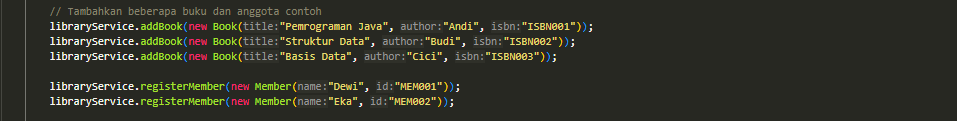 // Tambahkan beberapa buku dan anggota contoh
libraryService.addBook(new Book(title:"Pemrograman Java", author:"Andi", isbn:"ISBN001"));
libraryService.addBook(new Book(title:"Struktur Data", author:"Budi", isbn:"ISBN002"));
libraryService.addBook(new Book(title:"Basis Data", author:"Cici", isbn:"ISBN003"));
libraryService.registerMember(new Member(name:"Dewi", id:"MEM001"));
libraryService.registerMember(new Member(name:"Eka", id:"MEM002"));